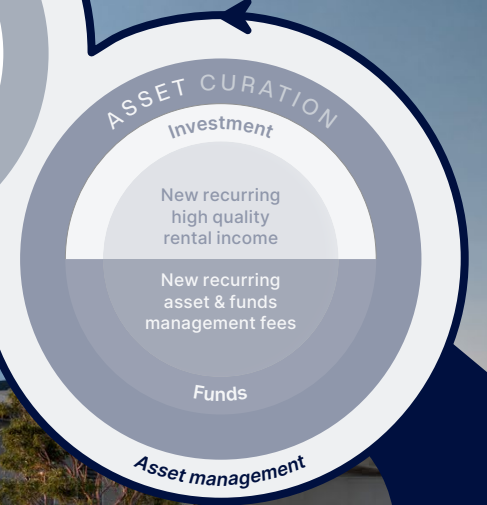 ASSET CURATION
Investment
New recurring
high quality
rental income
New recurring
asset & funds
management fees
Funds
Asset management